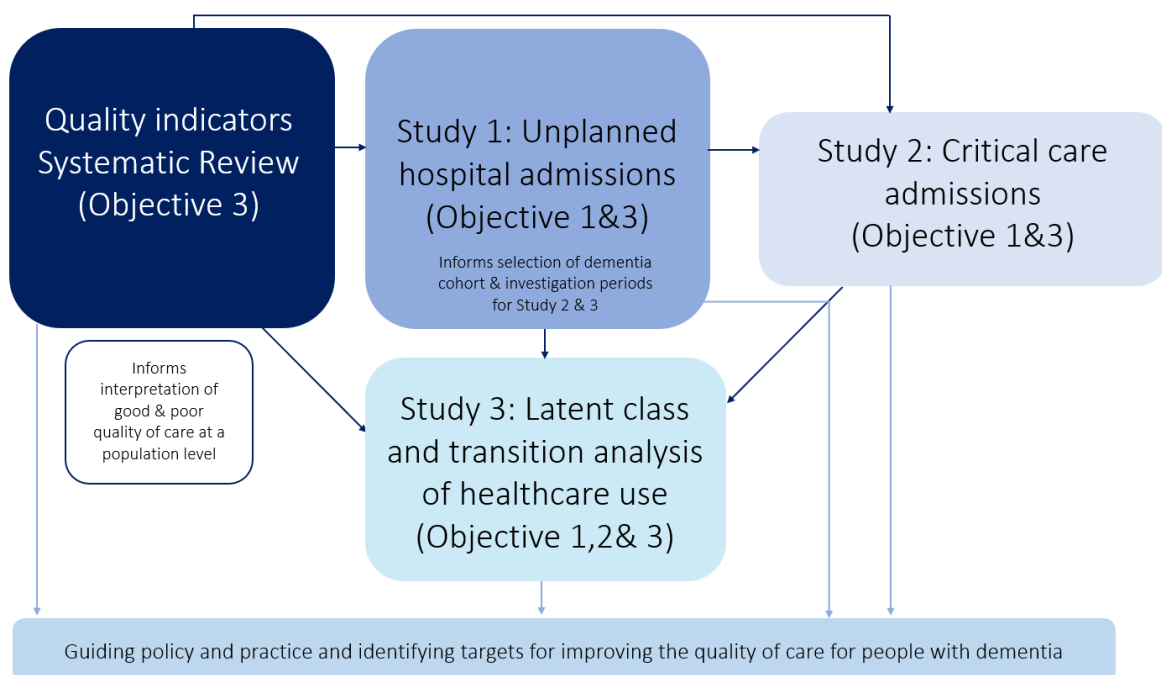 Quality indicators
Systematic Review
(Objective 3)
Study 1: Unplanned
hospital admissions
(Objective 1&3)
Informs selection of dementia
cohort & investigation periods
for Study 2 & 3
Study 2: Critical care
admissions
(Objective 1&3)
Informs
interpretation of
good & poor
quality of care at a
population level
Study 3: Latent class
and transition analysis
of healthcare use
(Objective 1,2& 3)
Guiding policy and practice and identifying targets for improving the quality of care for people with dementia